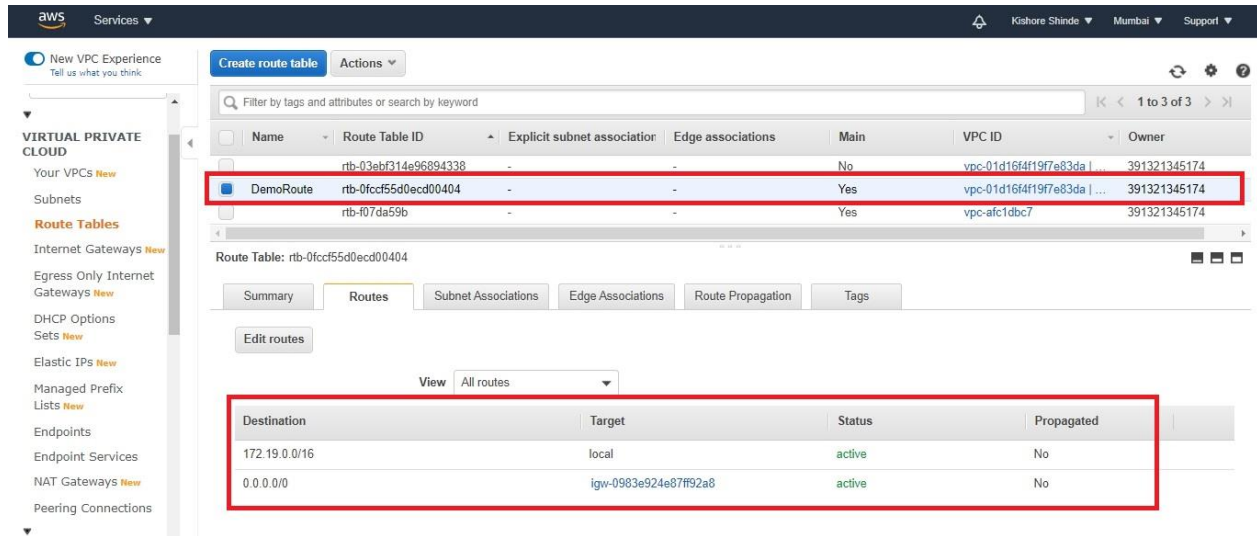 aws Services Kishore Shinde Mumbai Support
New VPC Experience
Tell us what you think
Create route table Actions
Filter by tags and attributes or search by keyword 1 to 3 of 3
VIRTUAL PRIVATE CLOUD
Your VPCs New
Subnets
Route Tables
Internet Gateways New
Egress Only Internet
Gateways New
DHCP Options
Sets New
Elastic IPs New
Managed Prefix
Lists New
Endpoints
Endpoint Services
NAT Gateways New
Peering Connections
Name Route Table ID Explicit subnet association Edge associations Main VPC ID Owner
rtb-03ebf314e96894338 - - No vpc-01d16f4f19f7e83da | ... 391321345174
DemoRoute rtb-0fccf55d0ecd00404 - - Yes vpc-01d16f4f19f7e83da | ... 391321345174
rtb-f07da59b - - Yes vpc-afc1dbc7 391321345174
Route Table: rtb-0fccf55d0ecd00404
Summary Routes Subnet Associations Edge Associations Route Propagation Tags
Edit routes
View All routes
Destination Target Status Propagated
172.19.0.0/16 local active No
0.0.0.0/0 igw-0983e924e87ff92a8 active No